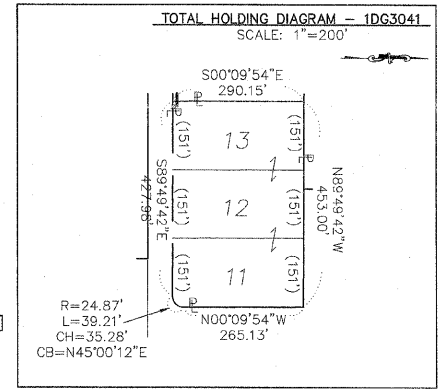 TOTAL HOLDING DIAGRAM – 1DG3041
SCALE: 1"=200'
S00°09'54"E
290.15'
(151')
13
(151')
1
S89°49'42"E
427.96'
(151')
12
(151')
N89°49'42"W
453.00'
1
(151')
11
(151')
R=24.87'
L=39.21'
CH=35.28'
CB=N45°00'12"E
N00°09'54"W
265.13'